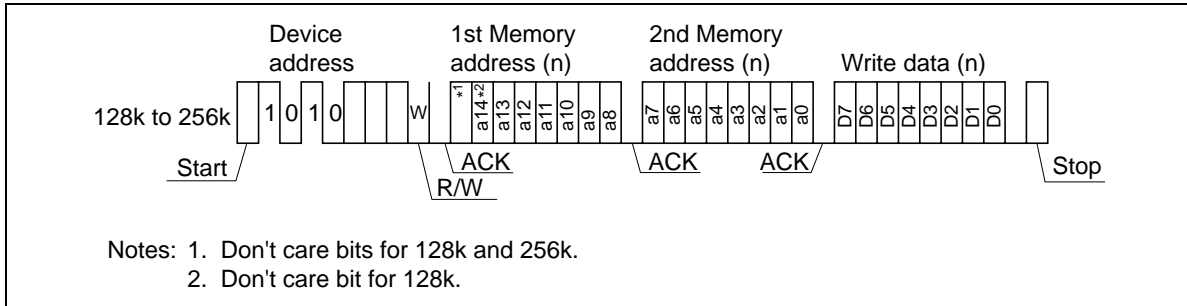 Device address
1st Memory address (n)
2nd Memory address (n)
Write data (n)
128k to 256k
1 0 1 0
W
*1 a14*2 a13 a12 a11 a10 a9 a8
a7 a6 a5 a4 a3 a2 a1 a0
D7 D6 D5 D4 D3 D2 D1 D0
Start
ACK
ACK
ACK
Stop
R/W
Notes: 1. Don't care bits for 128k and 256k.
2. Don't care bit for 128k.